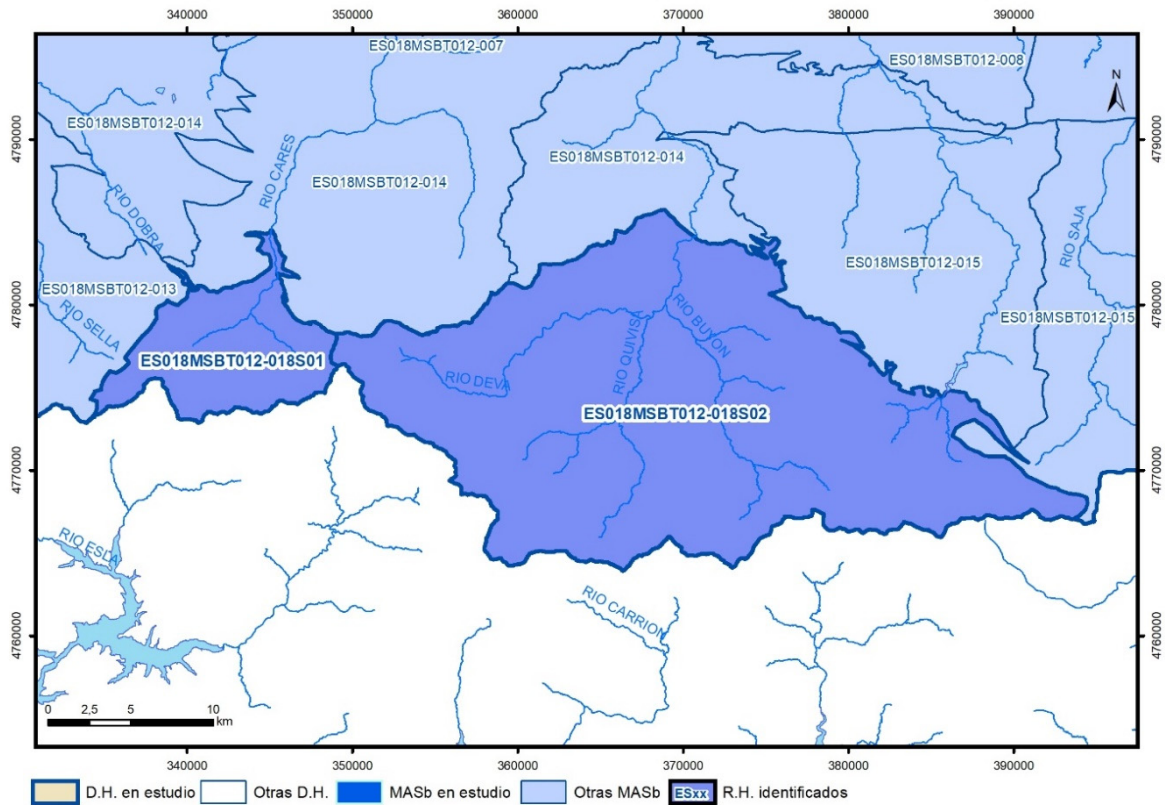 340000 350000 360000 370000 380000 390000
ES018MSBT012-007
ES018MSBT012-008
N
ES018MSBT012-014
4790000
4790000
ES018MSBT012-014
ES018MSBT012-014
RIO CARES
RIO DOBRA
RIO SAJA
ES018MSBT012-015
ES018MSBT012-013
4780000
4780000
RIO SELLA
ES018MSBT012-015
RIO BUYON
RIO QUIVISA
ES018MSBT012-018S01
RIO DEVA
ES018MSBT012-018S02
4770000
4770000
RIO ESLA
RIO CARRION
4760000
4760000
0 2,5 5 10
km
340000 350000 360000 370000 380000 390000
D.H. en estudio Otras D.H. MASb en estudio Otras MASb ESxx R.H. identificados